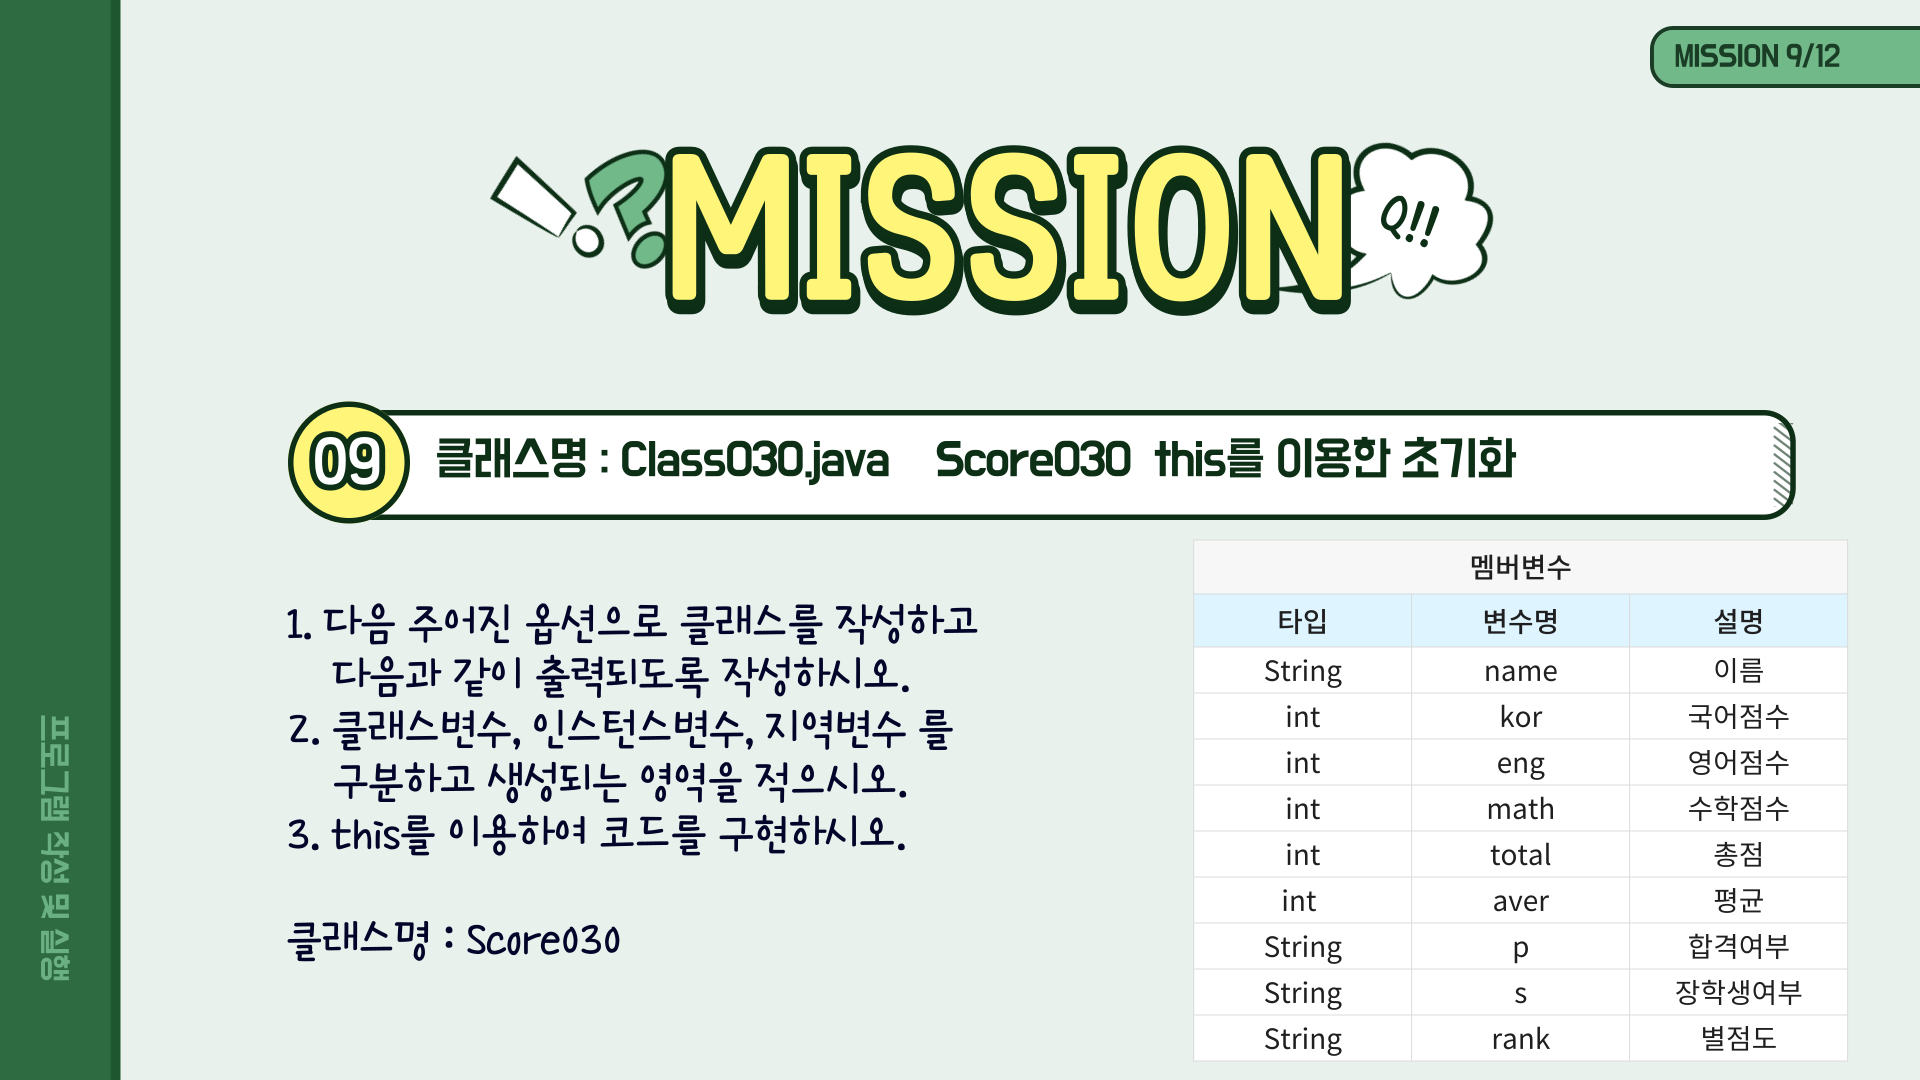 MISSION 9/12
MISSION
Q!!
09
클래스명 : Class030.java Score030 this를 이용한 초기화
1. 다음 주어진 옵션으로 클래스를 작성하고
다음과 같이 출력되도록 작성하시오.
2. 클래스변수, 인스턴스변수, 지역변수 를
구분하고 생성되는 영역을 적으시오.
3. this를 이용하여 코드를 구현하시오.
클래스명 : Score030
멤버변수
타입 변수명 설명
String name 이름
int kor 국어점수
int eng 영어점수
int math 수학점수
int total 총점
int aver 평균
String p 합격여부
String s 장학생여부
String rank 별점도
프로그램 작성 및 실행